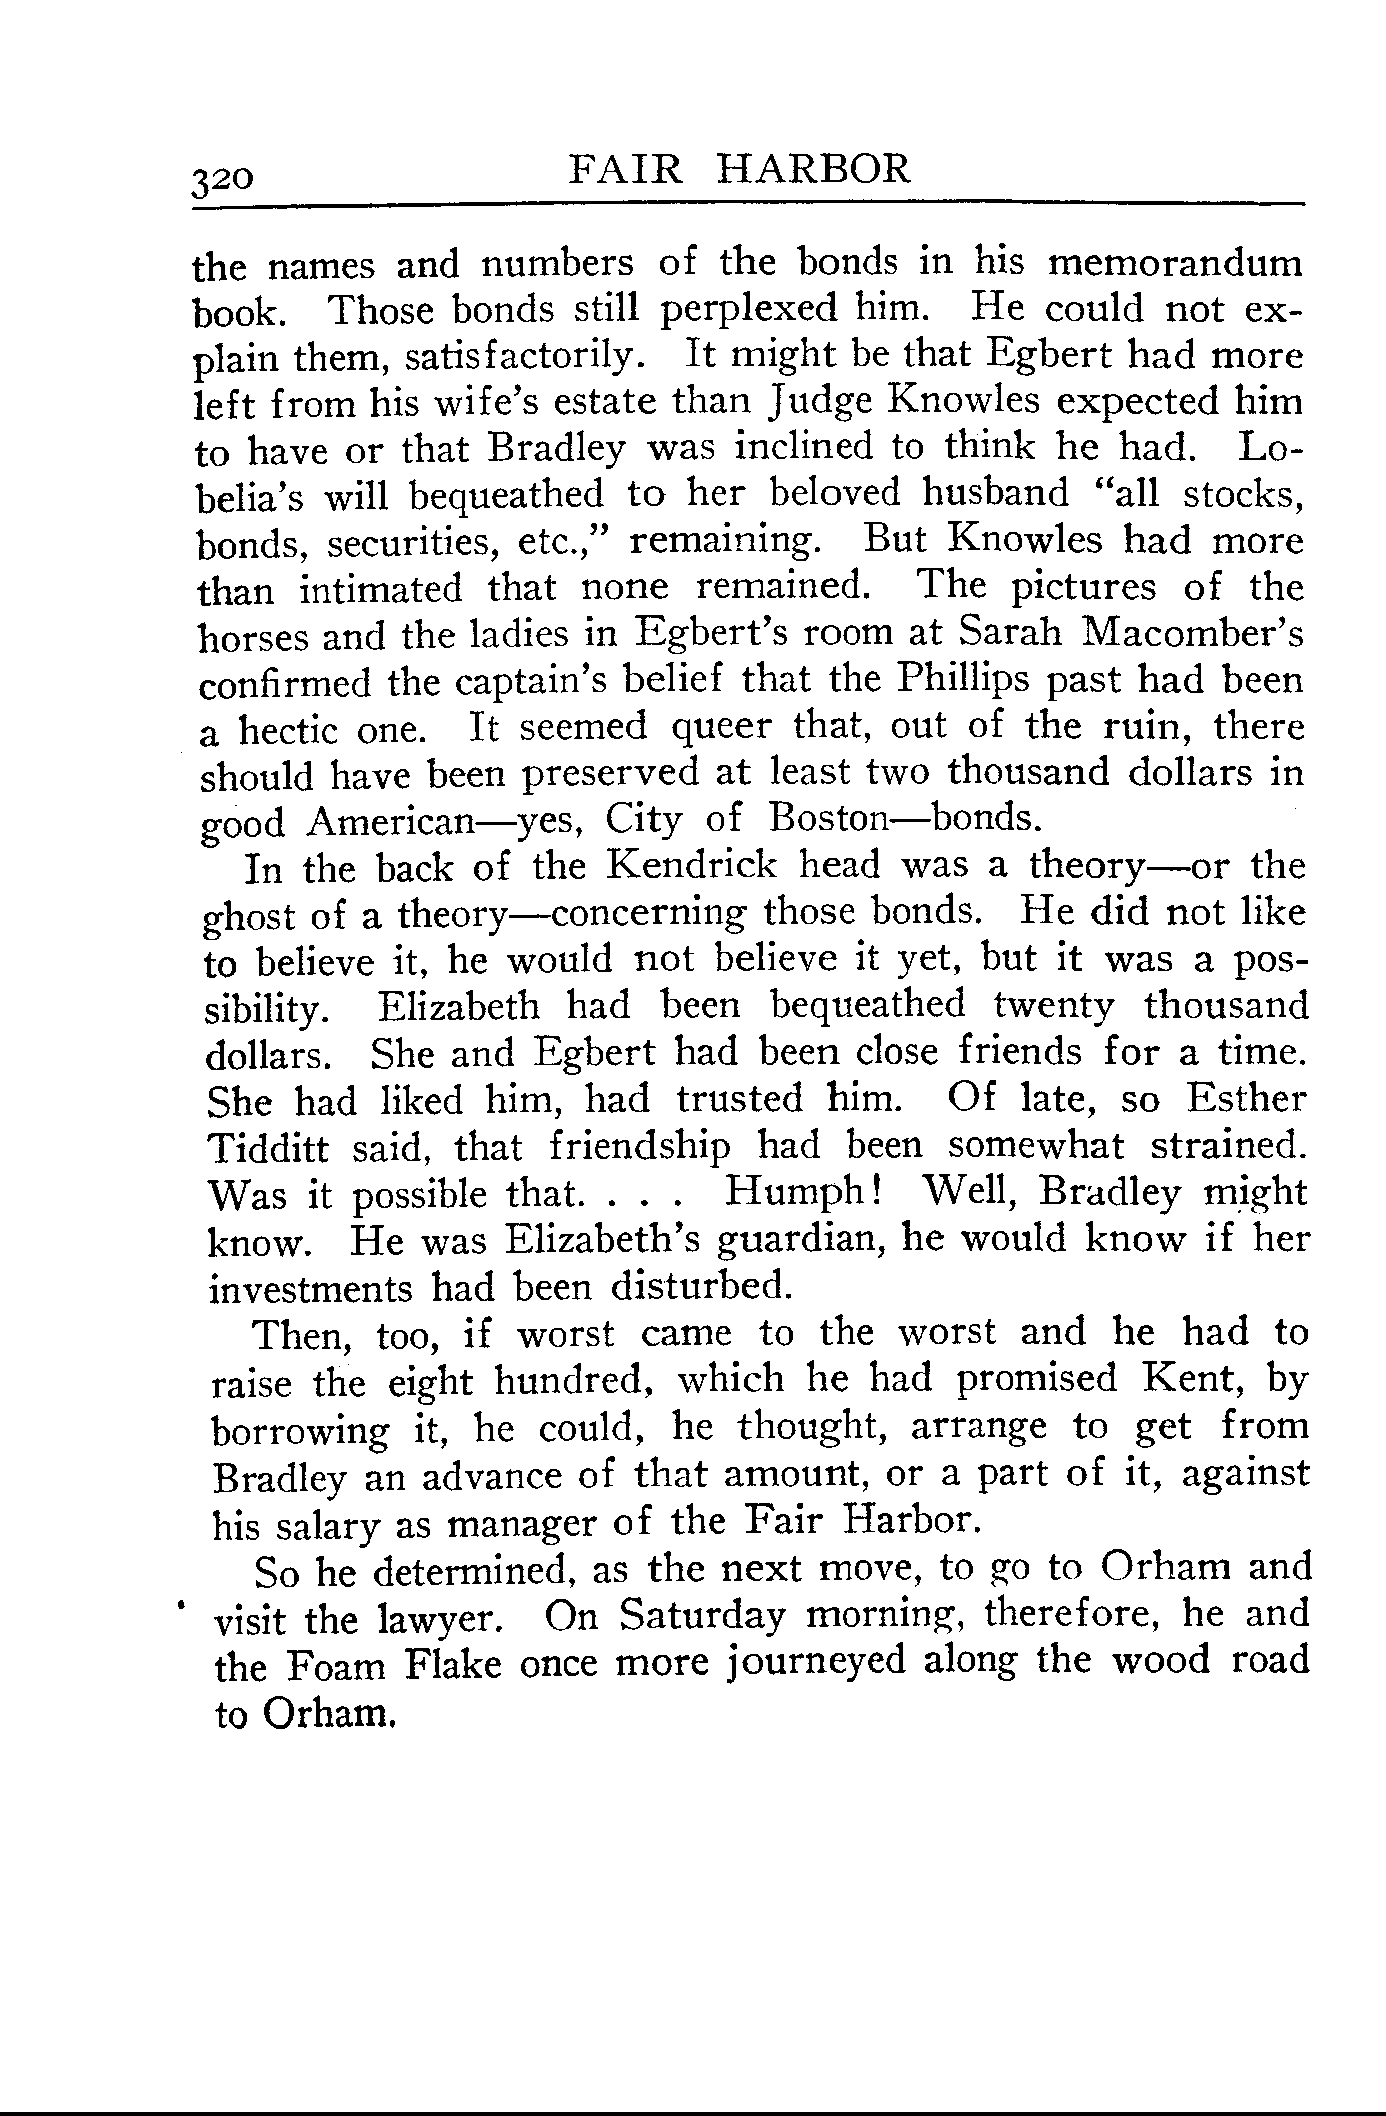 320 FAIR HARBOR
the names and numbers of the bonds in his memorandum
book. Those bonds still perplexed him. He could not ex-
plain them, satisfactorily. It might be that Egbert had more
left from his wife's estate than Judge Knowles expected him
to have or that Bradley was inclined to think he had. Lo-
belia's will bequeathed to her beloved husband “all stocks,
bonds, securities, etc.,” remaining. But Knowles had more
than intimated that none remained. The pictures of the
horses and the ladies in Egbert's room at Sarah Macomber's
confirmed the captain's belief that the Phillips past had been
a hectic one. It seemed queer that, out of the ruin, there
should have been preserved at least two thousand dollars in
good American—yes, City of Boston—bonds.
In the back of the Kendrick head was a theory—or the
ghost of a theory—concerning those bonds. He did not like
to believe it, he would not believe it yet, but it was a pos-
sibility. Elizabeth had been bequeathed twenty thousand
dollars. She and Egbert had been close friends for a time.
She had liked him, had trusted him. Of late, so Esther
Tidditt said, that friendship had been somewhat strained.
Was it possible that. . . . Humph! Well, Bradley might
know. He was Elizabeth's guardian, he would know if her
investments had been disturbed.
Then, too, if worst came to the worst and he had to
raise the eight hundred, which he had promised Kent, by
borrowing it, he could, he thought, arrange to get from
Bradley an advance of that amount, or a part of it, against
his salary as manager of the Fair Harbor.
So he determined, as the next move, to go to Orham and
visit the lawyer. On Saturday morning, therefore, he and
the Foam Flake once more journeyed along the wood road
to Orham.